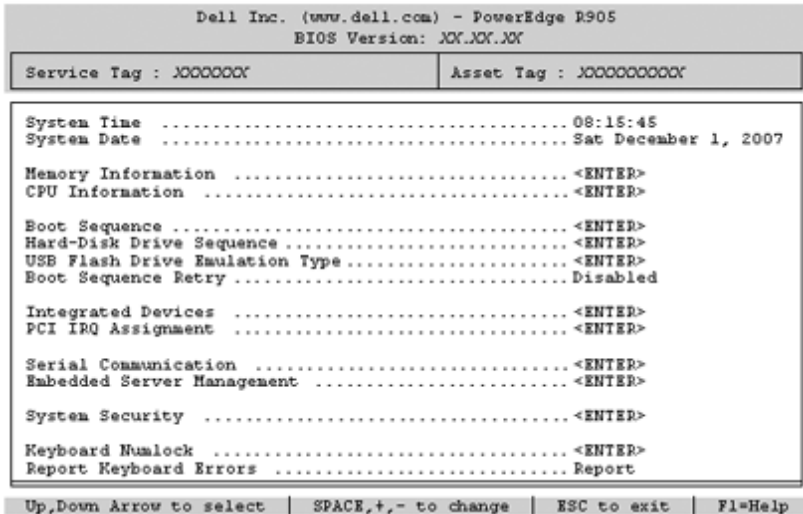 Dell Inc. (www.dell.com) - PowerEdge R905
BIOS Version: XX.XX.XX
Service Tag : XXXXXXX Asset Tag : XXXXXXXXXX
System Time ........................................ 08:15:45
System Date ........................................ Sat December 1, 2007
Memory Information ................................. <ENTER>
CPU Information .................................... <ENTER>
Boot Sequence ....................................... <ENTER>
Hard-Disk Drive Sequence ............................ <ENTER>
USB Flash Drive Emulation Type ...................... <ENTER>
Boot Sequence Retry ................................. Disabled
Integrated Devices ................................. <ENTER>
PCI IRQ Assignment ................................. <ENTER>
Serial Communication ............................... <ENTER>
Embedded Server Management ......................... <ENTER>
System Security .................................... <ENTER>
Keyboard Numlock ................................... <ENTER>
Report Keyboard Errors ............................. Report
Up,Down Arrow to select | SPACE,+,- to change | ESC to exit | F1=Help